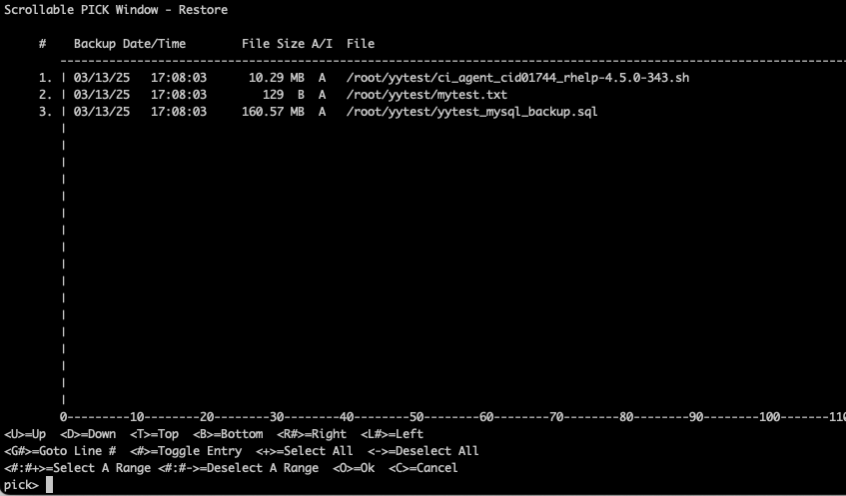 Scrollable PICK Window - Restore
#    Backup Date/Time        File Size A/I  File
--------------------------------------------------------------------------------------------------------------
1. | 03/13/25   17:08:03      10.29 MB  A   /root/yytest/ci_agent_cid01744_rhelp-4.5.0-343.sh
2. | 03/13/25   17:08:03        129  B  A   /root/yytest/mytest.txt
3. | 03/13/25   17:08:03     160.57 MB  A   /root/yytest/yytest_mysql_backup.sql
0---------10--------20--------30--------40--------50--------60--------70--------80--------90--------100-------110
<U>=Up  <D>=Down  <T>=Top  <B>=Bottom  <R#>=Right  <L#>=Left
<G#>=Goto Line #  <#>=Toggle Entry  <+>=Select All  <->=Deselect All
<#:#+>=Select A Range <#:#->=Deselect A Range  <O>=Ok  <C>=Cancel
pick>